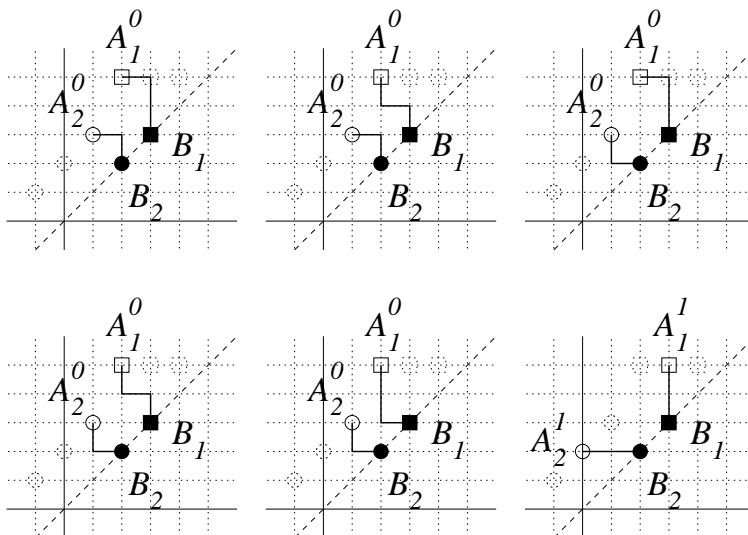 A_1^0 A_1^0 A_1^0
A_2^0 A_2^0 A_2^0
B_1 B_1 B_1
B_2 B_2 B_2
A_1^0 A_1^0 A_1^1
A_2^0 A_2^0
A_2^1
B_1 B_1 B_1
B_2 B_2 B_2